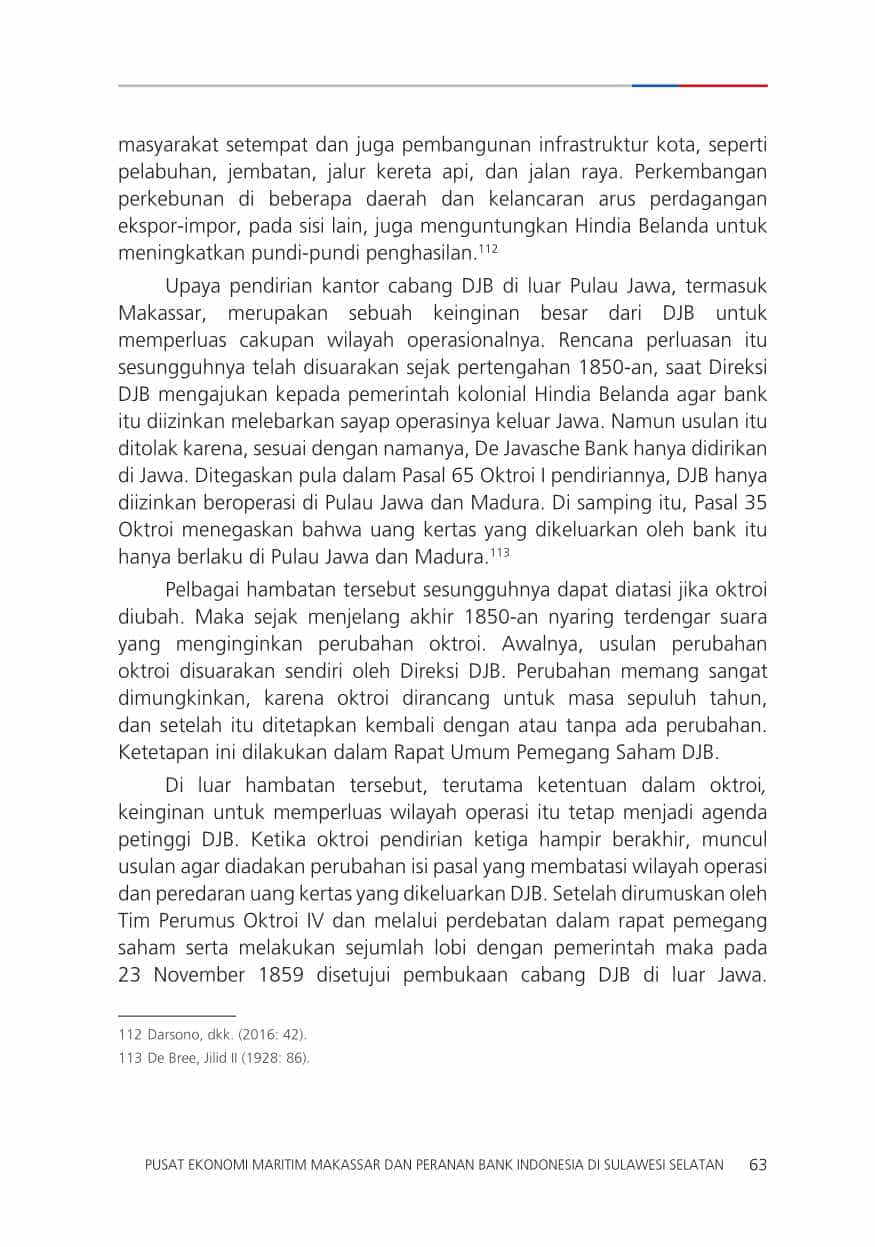 masyarakat setempat dan juga pembangunan infrastruktur kota, seperti
pelabuhan, jembatan, jalur kereta api, dan jalan raya. Perkembangan
perkebunan di beberapa daerah dan kelancaran arus perdagangan
ekspor-impor, pada sisi lain, juga menguntungkan Hindia Belanda untuk
meningkatkan pundi-pundi penghasilan.112
Upaya pendirian kantor cabang DJB di luar Pulau Jawa, termasuk
Makassar, merupakan sebuah keinginan besar dari DJB untuk
memperluas cakupan wilayah operasionalnya. Rencana perluasan itu
sesungguhnya telah disuarakan sejak pertengahan 1850-an, saat Direksi
DJB mengajukan kepada pemerintah kolonial Hindia Belanda agar bank
itu diizinkan melebarkan sayap operasinya keluar Jawa. Namun usulan itu
ditolak karena, sesuai dengan namanya, De Javasche Bank hanya didirikan
di Jawa. Ditegaskan pula dalam Pasal 65 Oktroi I pendiriannya, DJB hanya
diizinkan beroperasi di Pulau Jawa dan Madura. Di samping itu, Pasal 35
Oktroi menegaskan bahwa uang kertas yang dikeluarkan oleh bank itu
hanya berlaku di Pulau Jawa dan Madura.113
Pelbagai hambatan tersebut sesungguhnya dapat diatasi jika oktroi
diubah. Maka sejak menjelang akhir 1850-an nyaring terdengar suara
yang menginginkan perubahan oktroi. Awalnya, usulan perubahan
oktroi disuarakan sendiri oleh Direksi DJB. Perubahan memang sangat
dimungkinkan, karena oktroi dirancang untuk masa sepuluh tahun,
dan setelah itu ditetapkan kembali dengan atau tanpa ada perubahan.
Ketetapan ini dilakukan dalam Rapat Umum Pemegang Saham DJB.
Di luar hambatan tersebut, terutama ketentuan dalam oktroi,
keinginan untuk memperluas wilayah operasi itu tetap menjadi agenda
petinggi DJB. Ketika oktroi pendirian ketiga hampir berakhir, muncul
usulan agar diadakan perubahan isi pasal yang membatasi wilayah operasi
dan peredaran uang kertas yang dikeluarkan DJB. Setelah dirumuskan oleh
Tim Perumus Oktroi IV dan melalui perdebatan dalam rapat pemegang
saham serta melakukan sejumlah lobi dengan pemerintah maka pada
23 November 1859 disetujui pembukaan cabang DJB di luar Jawa.
112 Darsono, dkk. (2016: 42).
113 De Bree, Jilid II (1928: 86).
PUSAT EKONOMI MARITIM MAKASSAR DAN PERANAN BANK INDONESIA DI SULAWESI SELATAN 63